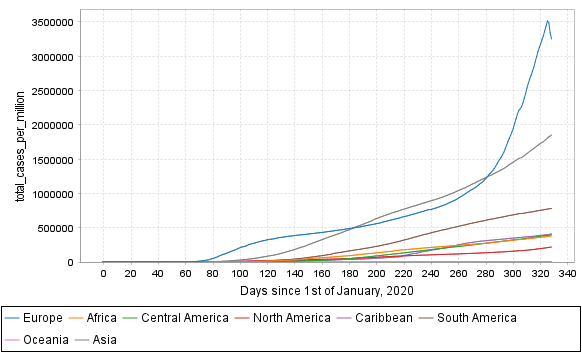 3500000
3000000
2500000
2000000
1500000
1000000
500000
0
total_cases_per_million
0 20 40 60 80 100 120 140 160 180 200 220 240 260 280 300 320 340
Days since 1st of January, 2020
Europe Africa Central America North America Caribbean South America
Oceania Asia